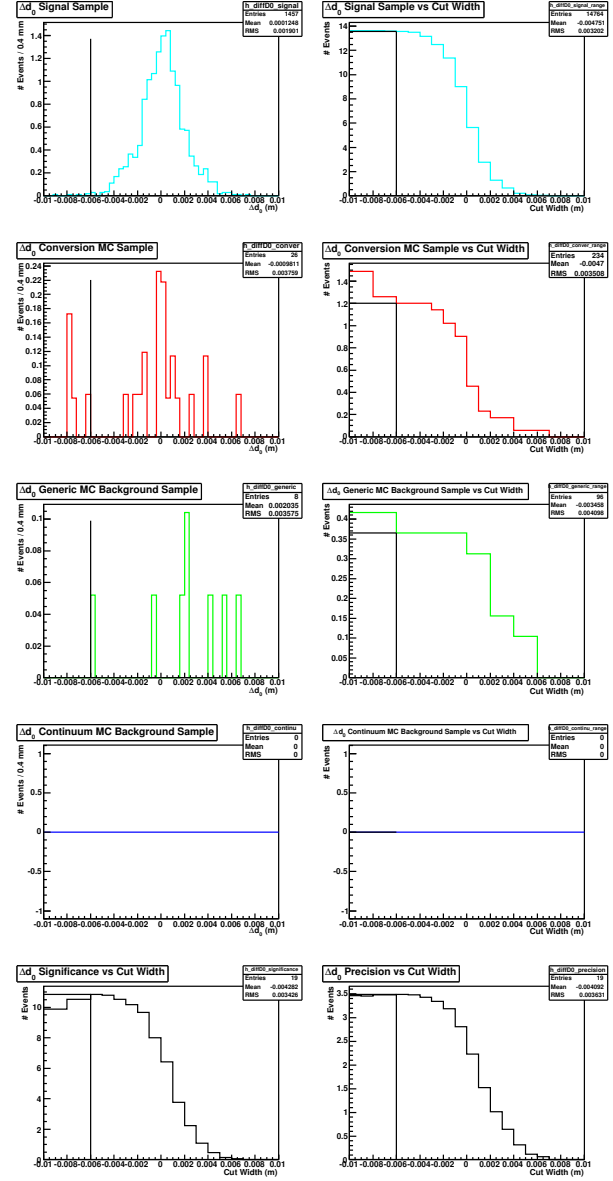 Δd0 Signal Sample
h_diffD0_signal
Entries 1457
Mean 0.0001248
RMS 0.001901
# Events / 0.4 mm
1.4
1.2
1
0.8
0.6
0.4
0.2
0
-0.01 -0.008 -0.006 -0.004 -0.002 0 0.002 0.004 0.006 0.008 0.01
Δd0 (m)
Δd0 Signal Sample vs Cut Width
h_diffD0_signal_range
Entries 14764
Mean -0.004751
RMS 0.003202
# Events
14
12
10
8
6
4
2
0
-0.01 -0.008 -0.006 -0.004 -0.002 0 0.002 0.004 0.006 0.008 0.01
Cut Width (m)
Δd0 Conversion MC Sample
h_diffD0_conver
Entries 26
Mean -0.0009811
RMS 0.003759
# Events / 0.4 mm
0.24
0.22
0.2
0.18
0.16
0.14
0.12
0.1
0.08
0.06
0.04
0.02
0
-0.01 -0.008 -0.006 -0.004 -0.002 0 0.002 0.004 0.006 0.008 0.01
Δd0 (m)
Δd0 Conversion MC Sample vs Cut Width
h_diffD0_conver_range
Entries 234
Mean -0.0047
RMS 0.003508
# Events
1.4
1.2
1
0.8
0.6
0.4
0.2
0
-0.01 -0.008 -0.006 -0.004 -0.002 0 0.002 0.004 0.006 0.008 0.01
Cut Width (m)
Δd0 Generic MC Background Sample
h_diffD0_generic
Entries 8
Mean 0.002035
RMS 0.003575
# Events / 0.4 mm
0.1
0.08
0.06
0.04
0.02
0
-0.01 -0.008 -0.006 -0.004 -0.002 0 0.002 0.004 0.006 0.008 0.01
Δd0 (m)
Δd0 Generic MC Background Sample vs Cut Width
h_diffD0_generic_range
Entries 96
Mean -0.003458
RMS 0.004098
# Events
0.4
0.35
0.3
0.25
0.2
0.15
0.1
0.05
0
-0.01 -0.008 -0.006 -0.004 -0.002 0 0.002 0.004 0.006 0.008 0.01
Cut Width (m)
Δd0 Continuum MC Background Sample
h_diffD0_continu
Entries 0
Mean 0
RMS 0
# Events / 0.4 mm
1
0.5
0
-0.5
-1
-0.01 -0.008 -0.006 -0.004 -0.002 0 0.002 0.004 0.006 0.008 0.01
Δd0 (m)
Δd0 Continuum MC Background Sample vs Cut Width
h_diffD0_continu_range
Entries 0
Mean 0
RMS 0
# Events
1
0.5
0
-0.5
-1
-0.01 -0.008 -0.006 -0.004 -0.002 0 0.002 0.004 0.006 0.008 0.01
Cut Width (m)
Δd0 Significance vs Cut Width
h_diffD0_significance
Entries 19
Mean -0.004282
RMS 0.003426
# Events
10
8
6
4
2
0
-0.01 -0.008 -0.006 -0.004 -0.002 0 0.002 0.004 0.006 0.008 0.01
Cut Width (m)
Δd0 Precision vs Cut Width
h_diffD0_precision
Entries 19
Mean -0.004092
RMS 0.003631
# Events
3.5
3
2.5
2
1.5
1
0.5
0
-0.01 -0.008 -0.006 -0.004 -0.002 0 0.002 0.004 0.006 0.008 0.01
Cut Width (m)